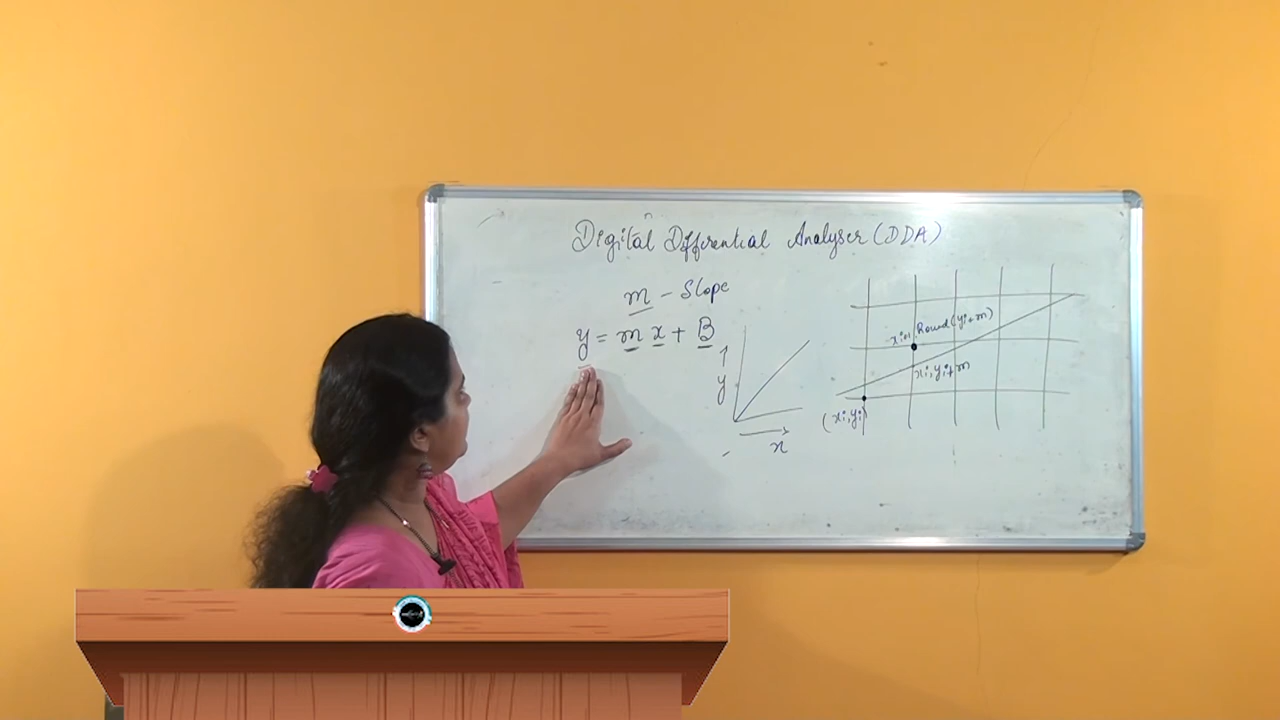 Digital Differential Analyser (DDA)
m - Slope
y = m x + B
y
x
xi+1, Round(yi+m)
xi, yi+m
(xi, yi)